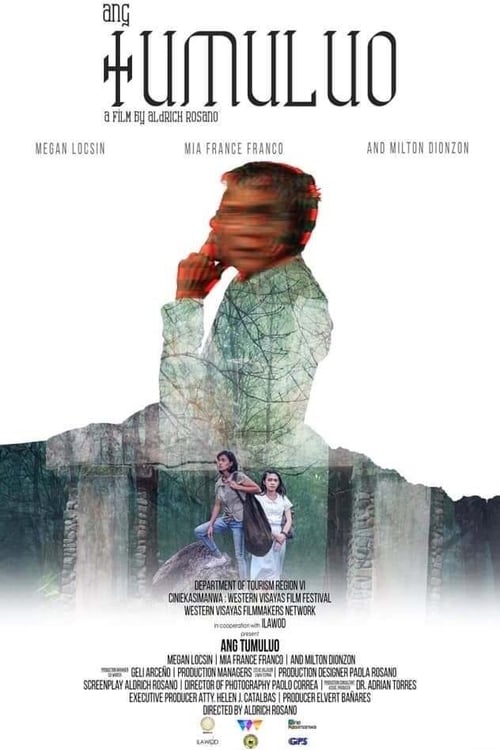 ang
TUMULUO
a FILM BY aLdRICH ROSaNO
MEGAN LOCSIN MIA FRANCE FRANCO AND MILTON DIONZON
DEPARTMENT OF TOURISM REGION VI
CINEKASIMANWA : WESTERN VISAYAS FILM FESTIVAL
WESTERN VISAYAS FILMMAKERS NETWORK
in cooperation with ILAWOD
present
ANG TUMULUO
MEGAN LOCSIN | MIA FRANCE FRANCO | AND MILTON DIONZON
GELI ARCEÑO | PRODUCTION MANAGERS | PRODUCTION DESIGNER PAOLA ROSANO
SCREENPLAY ALDRICH ROSANO | DIRECTOR OF PHOTOGRAPHY PAOLO CORREA | DR. ADRIAN TORRES
EXECUTIVE PRODUCER ATTY. HELEN J. CATALBAS | PRODUCER ELVERT BAÑARES
DIRECTED BY ALDRICH ROSANO
ILAWOD
GPS